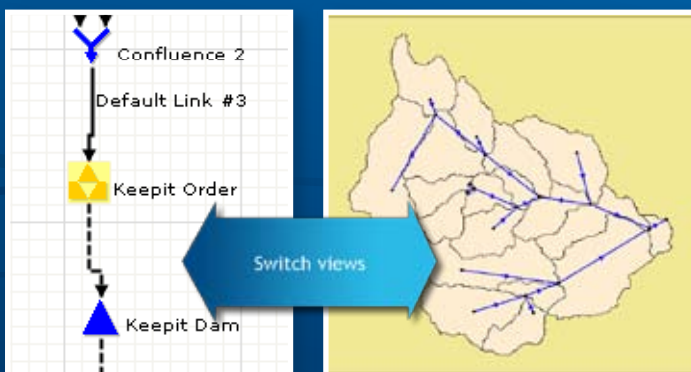 Confluence 2
Default Link #3
Keepit Order
Switch views
Keepit Dam